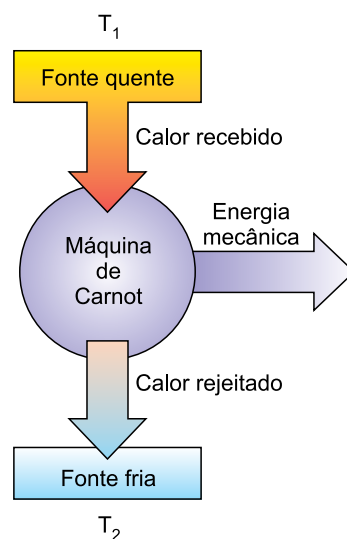 T₁
Fonte quente
Calor recebido
Energia
mecânica
Máquina
de
Carnot
Calor rejeitado
Fonte fria
T₂